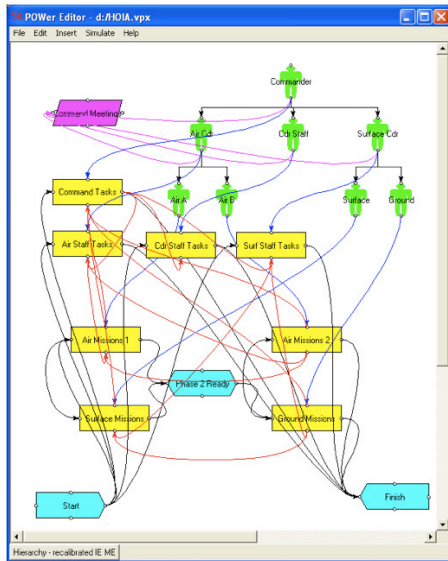 POWer Editor - d:/HOIA.vpx
File Edit Insert Simulate Help
Commander
Command Meeting
Air Cdr
Cdr Staff
Surface Cdr
Command Tasks
Air A
Air B
Surface
Ground
Air Staff Tasks
Cdr Staff Tasks
Surf Staff Tasks
Air Missions 1
Air Missions 2
Phase 2 Ready
Surface Missions
Ground Missions
Start
Finish
Hierarchy - recalibrated IE ME